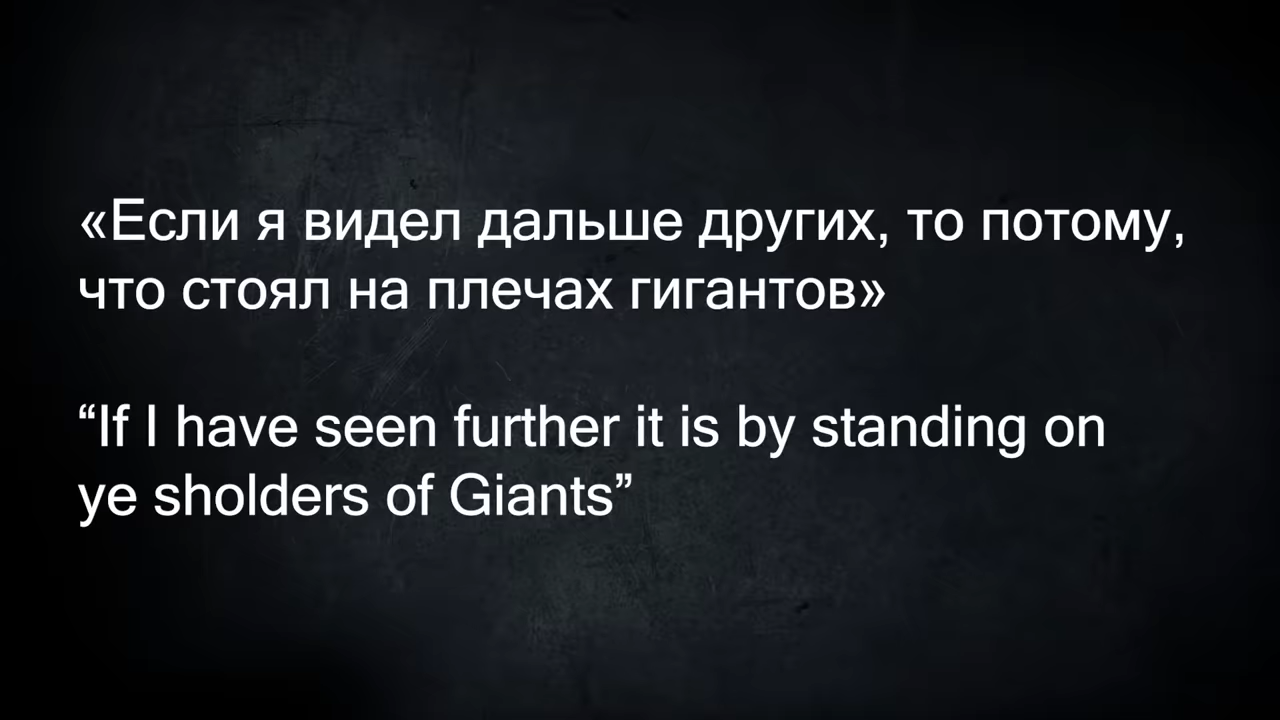 «Если я видел дальше других, то потому,
что стоял на плечах гигантов»
“If I have seen further it is by standing on
ye sholders of Giants”